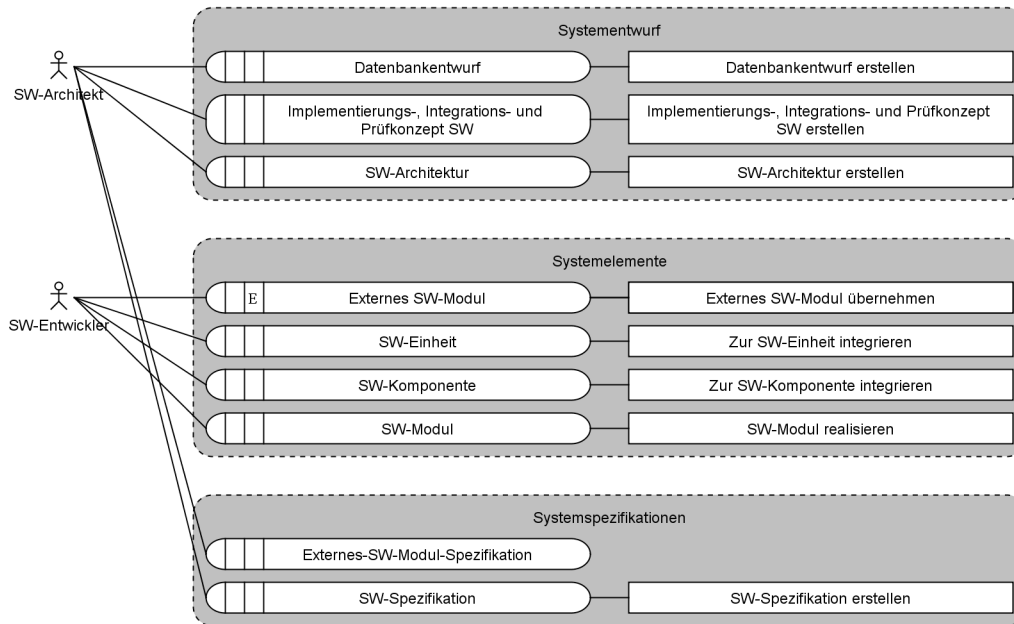 Systementwurf
SW-Architekt
Datenbankentwurf
Datenbankentwurf erstellen
Implementierungs-, Integrations- und
Prüfkonzept SW
Implementierungs-, Integrations- und Prüfkonzept
SW erstellen
SW-Architektur
SW-Architektur erstellen
Systemelemente
SW-Entwickler
E
Externes SW-Modul
Externes SW-Modul übernehmen
SW-Einheit
Zur SW-Einheit integrieren
SW-Komponente
Zur SW-Komponente integrieren
SW-Modul
SW-Modul realisieren
Systemspezifikationen
Externes-SW-Modul-Spezifikation
SW-Spezifikation
SW-Spezifikation erstellen